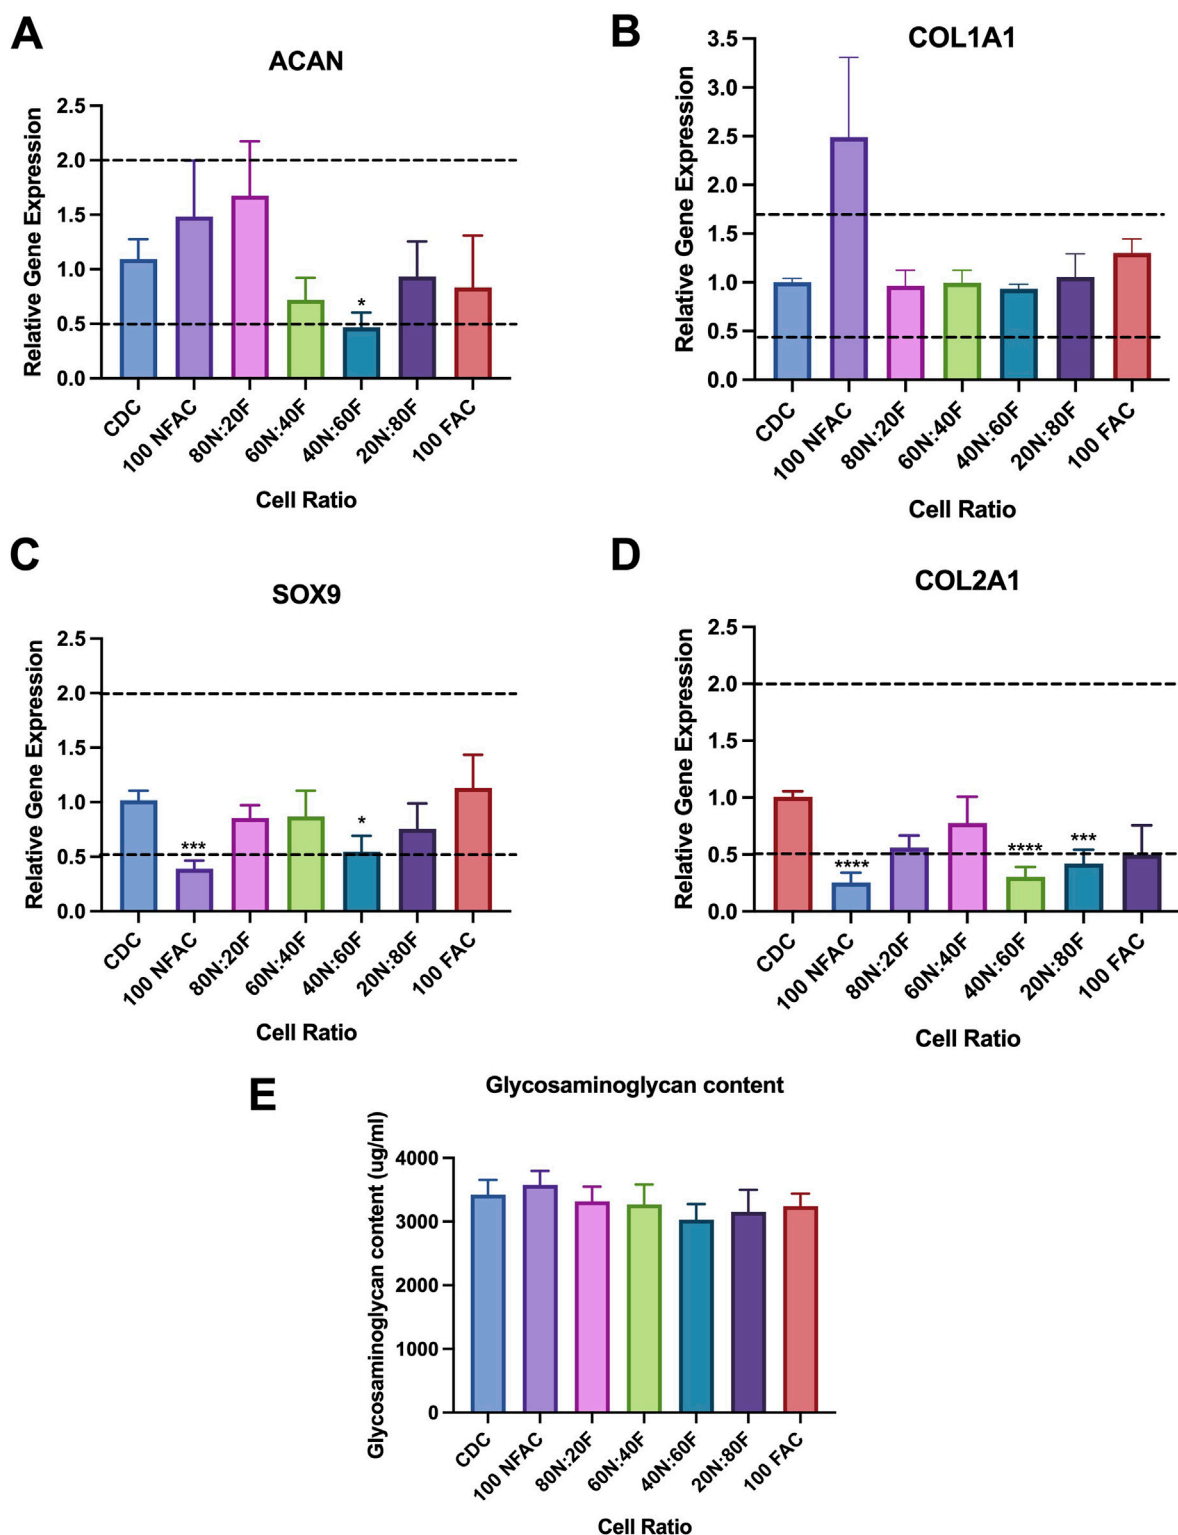 A
ACAN
Relative Gene Expression
2.5
2.0
1.5
1.0
0.5
0.0
*
CDC
100 NFAC
80N:20F
60N:40F
40N:60F
20N:80F
100 FAC
Cell Ratio
B
COL1A1
Relative Gene Expression
3.5
3.0
2.5
2.0
1.5
1.0
0.5
0.0
CDC
100 NFAC
80N:20F
60N:40F
40N:60F
20N:80F
100 FAC
Cell Ratio
C
SOX9
Relative Gene Expression
2.5
2.0
1.5
1.0
0.5
0.0
***
*
CDC
100 NFAC
80N:20F
60N:40F
40N:60F
20N:80F
100 FAC
Cell Ratio
D
COL2A1
Relative Gene Expression
2.5
2.0
1.5
1.0
0.5
0.0
****
****
***
CDC
100 NFAC
80N:20F
60N:40F
40N:60F
20N:80F
100 FAC
Cell Ratio
E
Glycosaminoglycan content
Glycosaminoglycan content (ug/ml)
4000
3000
2000
1000
0
CDC
100 NFAC
80N:20F
60N:40F
40N:60F
20N:80F
100 FAC
Cell Ratio